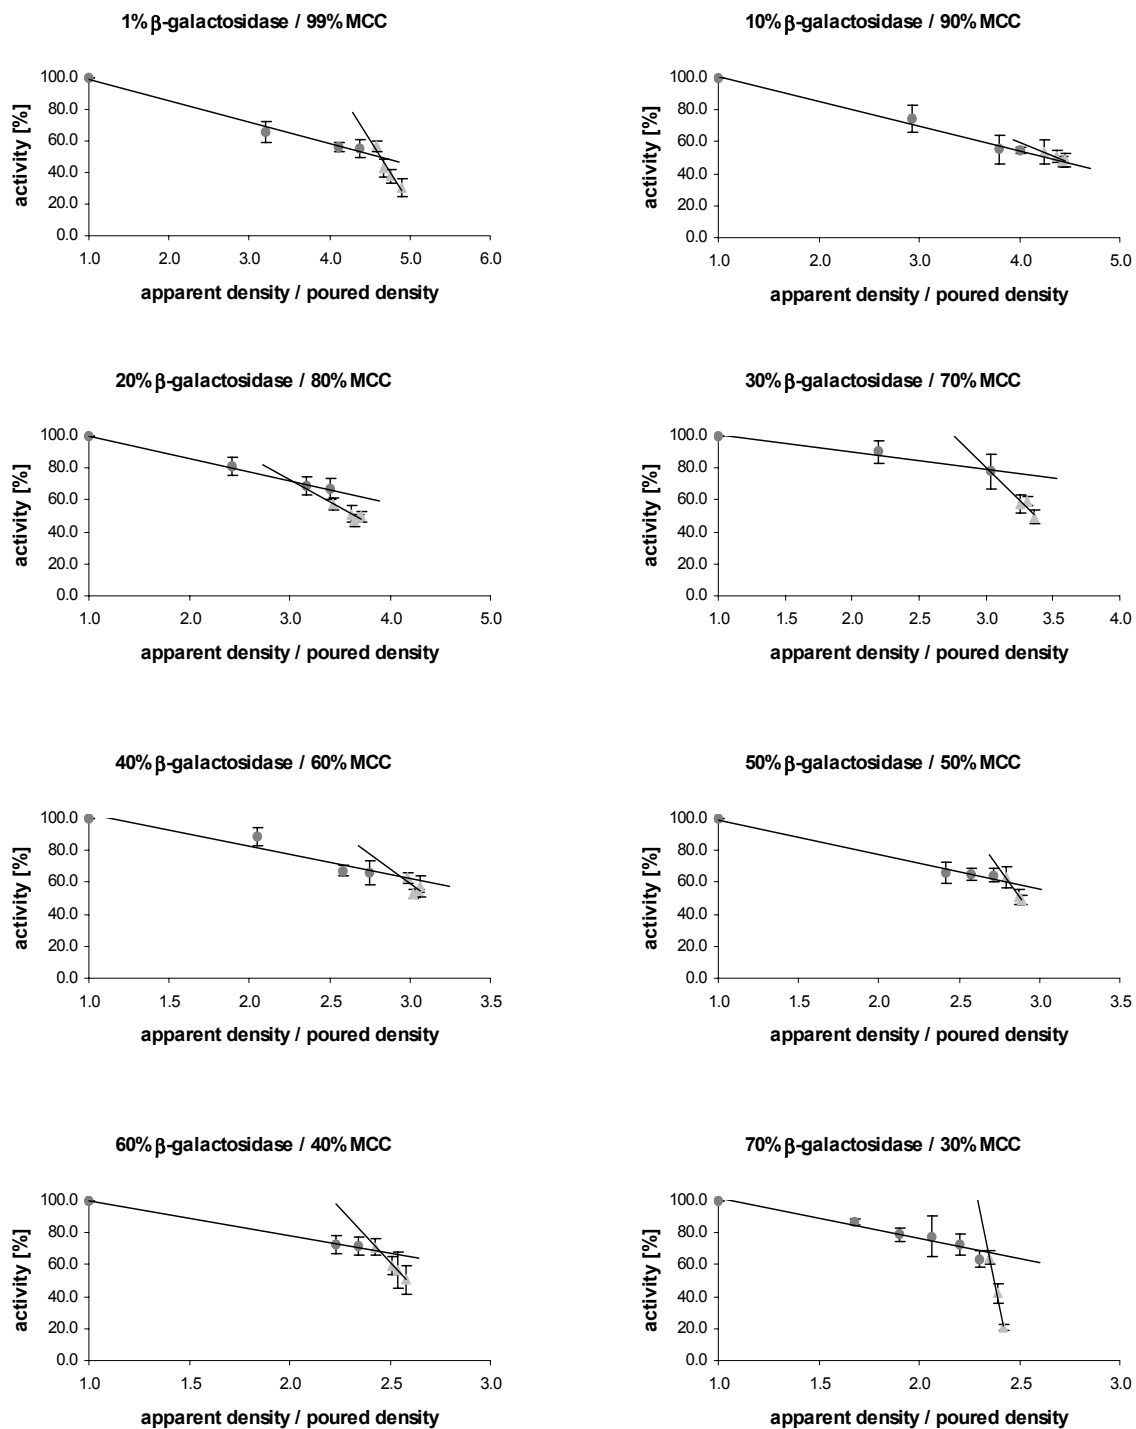 1% β-galactosidase / 99% MCC
activity [%]
100.0
80.0
60.0
40.0
20.0
0.0
1.0 2.0 3.0 4.0 5.0 6.0
apparent density / poured density
10% β-galactosidase / 90% MCC
activity [%]
100.0
80.0
60.0
40.0
20.0
0.0
1.0 2.0 3.0 4.0 5.0
apparent density / poured density
20% β-galactosidase / 80% MCC
activity [%]
100.0
80.0
60.0
40.0
20.0
0.0
1.0 2.0 3.0 4.0 5.0
apparent density / poured density
30% β-galactosidase / 70% MCC
activity [%]
100.0
80.0
60.0
40.0
20.0
0.0
1.0 1.5 2.0 2.5 3.0 3.5 4.0
apparent density / poured density
40% β-galactosidase / 60% MCC
activity [%]
100.0
80.0
60.0
40.0
20.0
0.0
1.0 1.5 2.0 2.5 3.0 3.5
apparent density / poured density
50% β-galactosidase / 50% MCC
activity [%]
100.0
80.0
60.0
40.0
20.0
0.0
1.0 1.5 2.0 2.5 3.0 3.5
apparent density / poured density
60% β-galactosidase / 40% MCC
activity [%]
100.0
80.0
60.0
40.0
20.0
0.0
1.0 2.0 2.5 3.0
apparent density / poured density
70% β-galactosidase / 30% MCC
activity [%]
100.0
80.0
60.0
40.0
20.0
0.0
1.0 1.5 2.0 2.5 3.0
apparent density / poured density